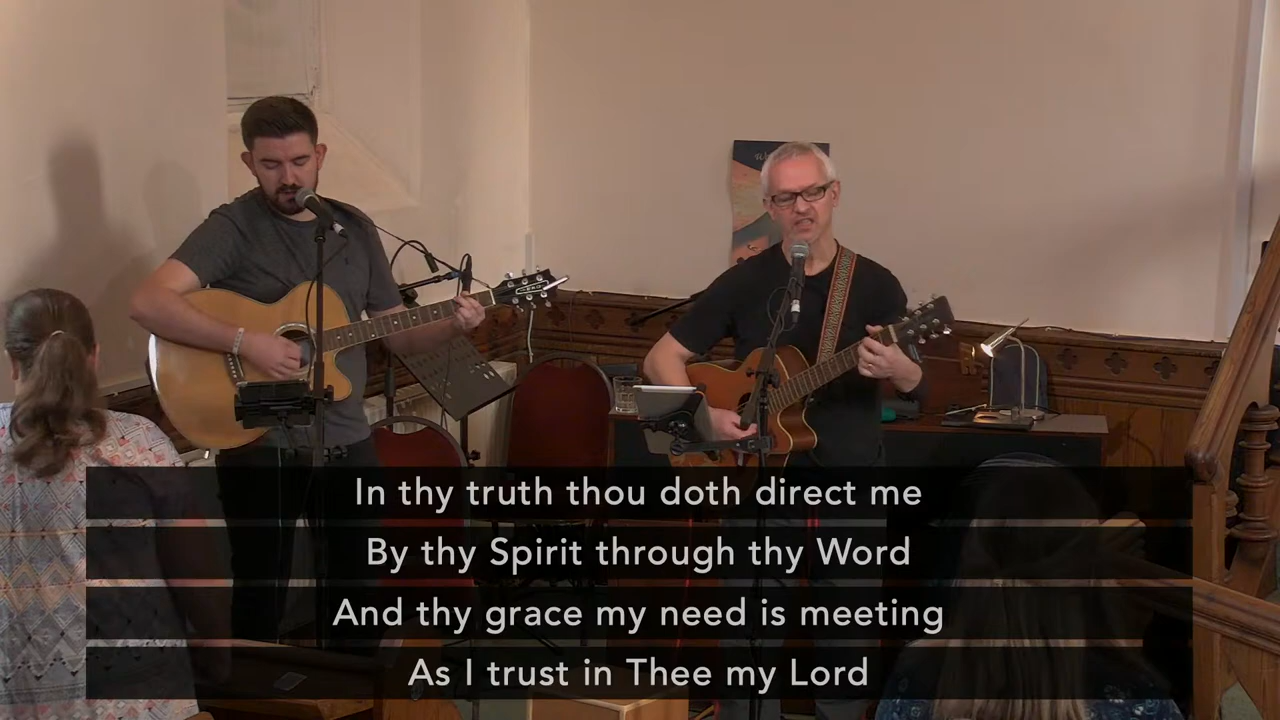 In thy truth thou doth direct me
By thy Spirit through thy Word
And thy grace my need is meeting
As I trust in Thee my Lord